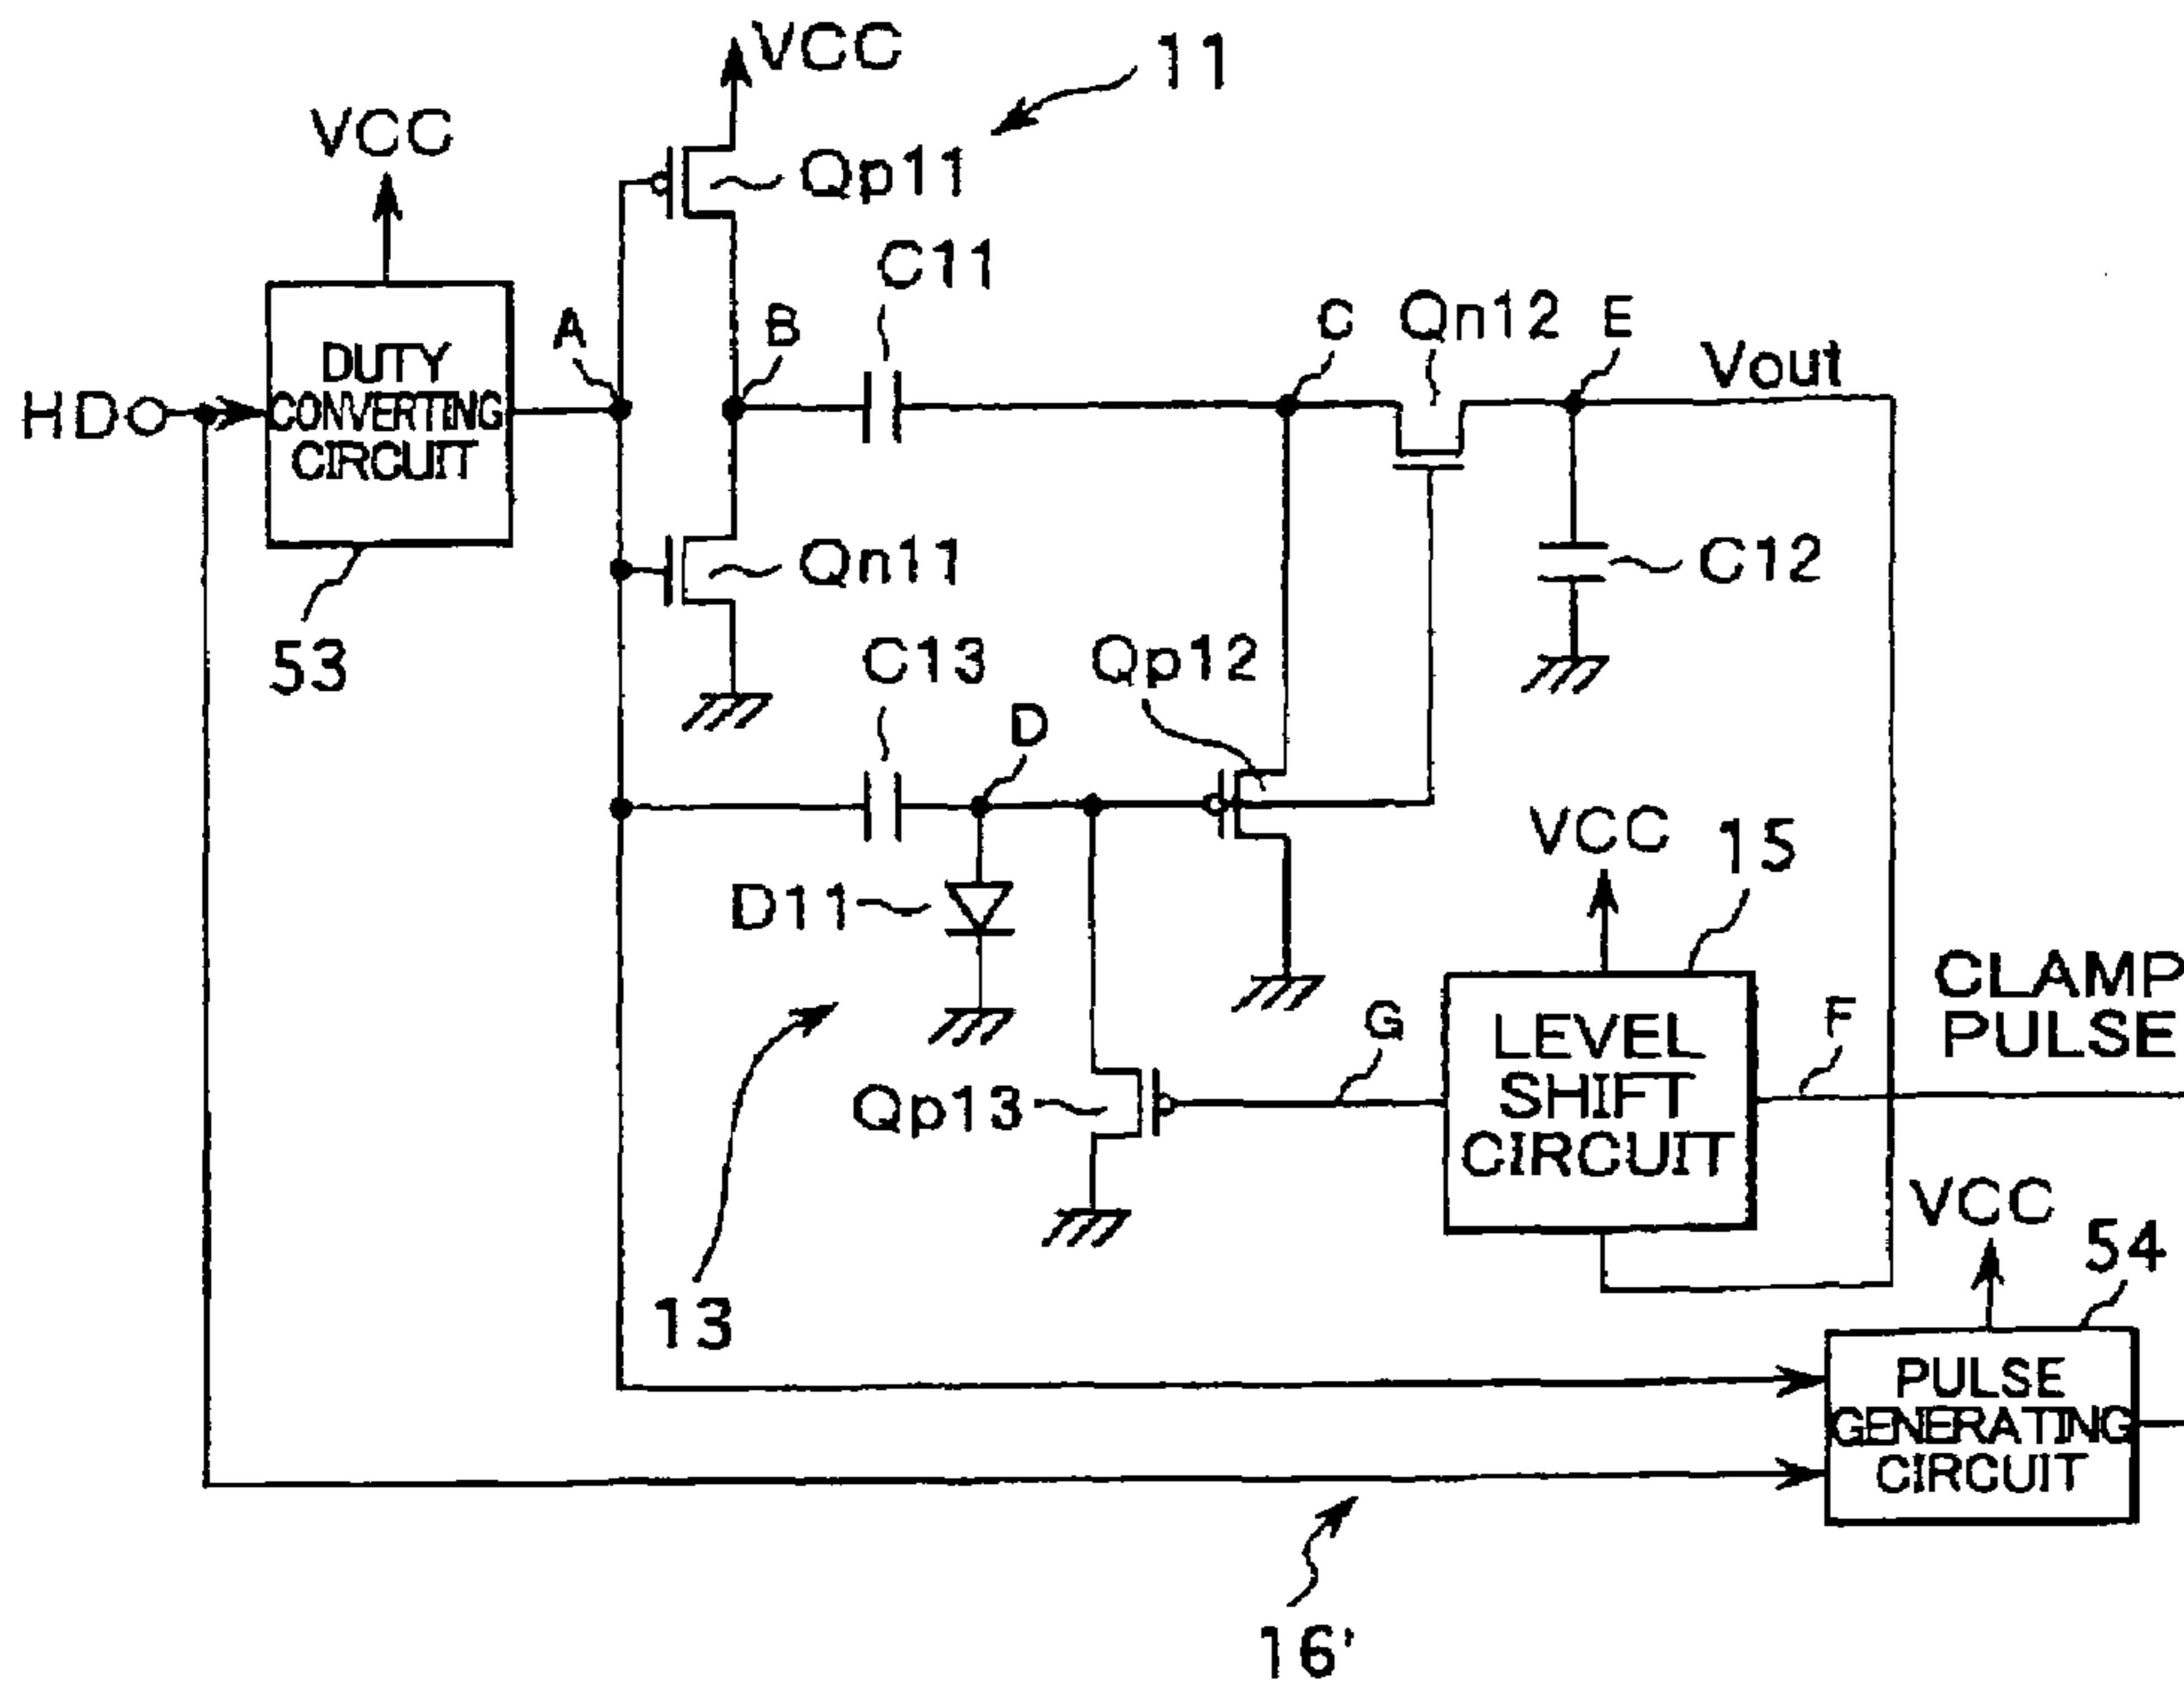 VCC
11
VCC
Qp11
C11
A
B
C
Qn12
E
Vout
HD
DUTY
CONVERTING
CIRCUIT
Qn11
C12
53
C13
Qp12
D
VCC
15
D11
CLAMP
PULSE
G
F
LEVEL
SHIFT
CIRCUIT
Qp13
VCC
54
13
PULSE
GENERATING
CIRCUIT
16'